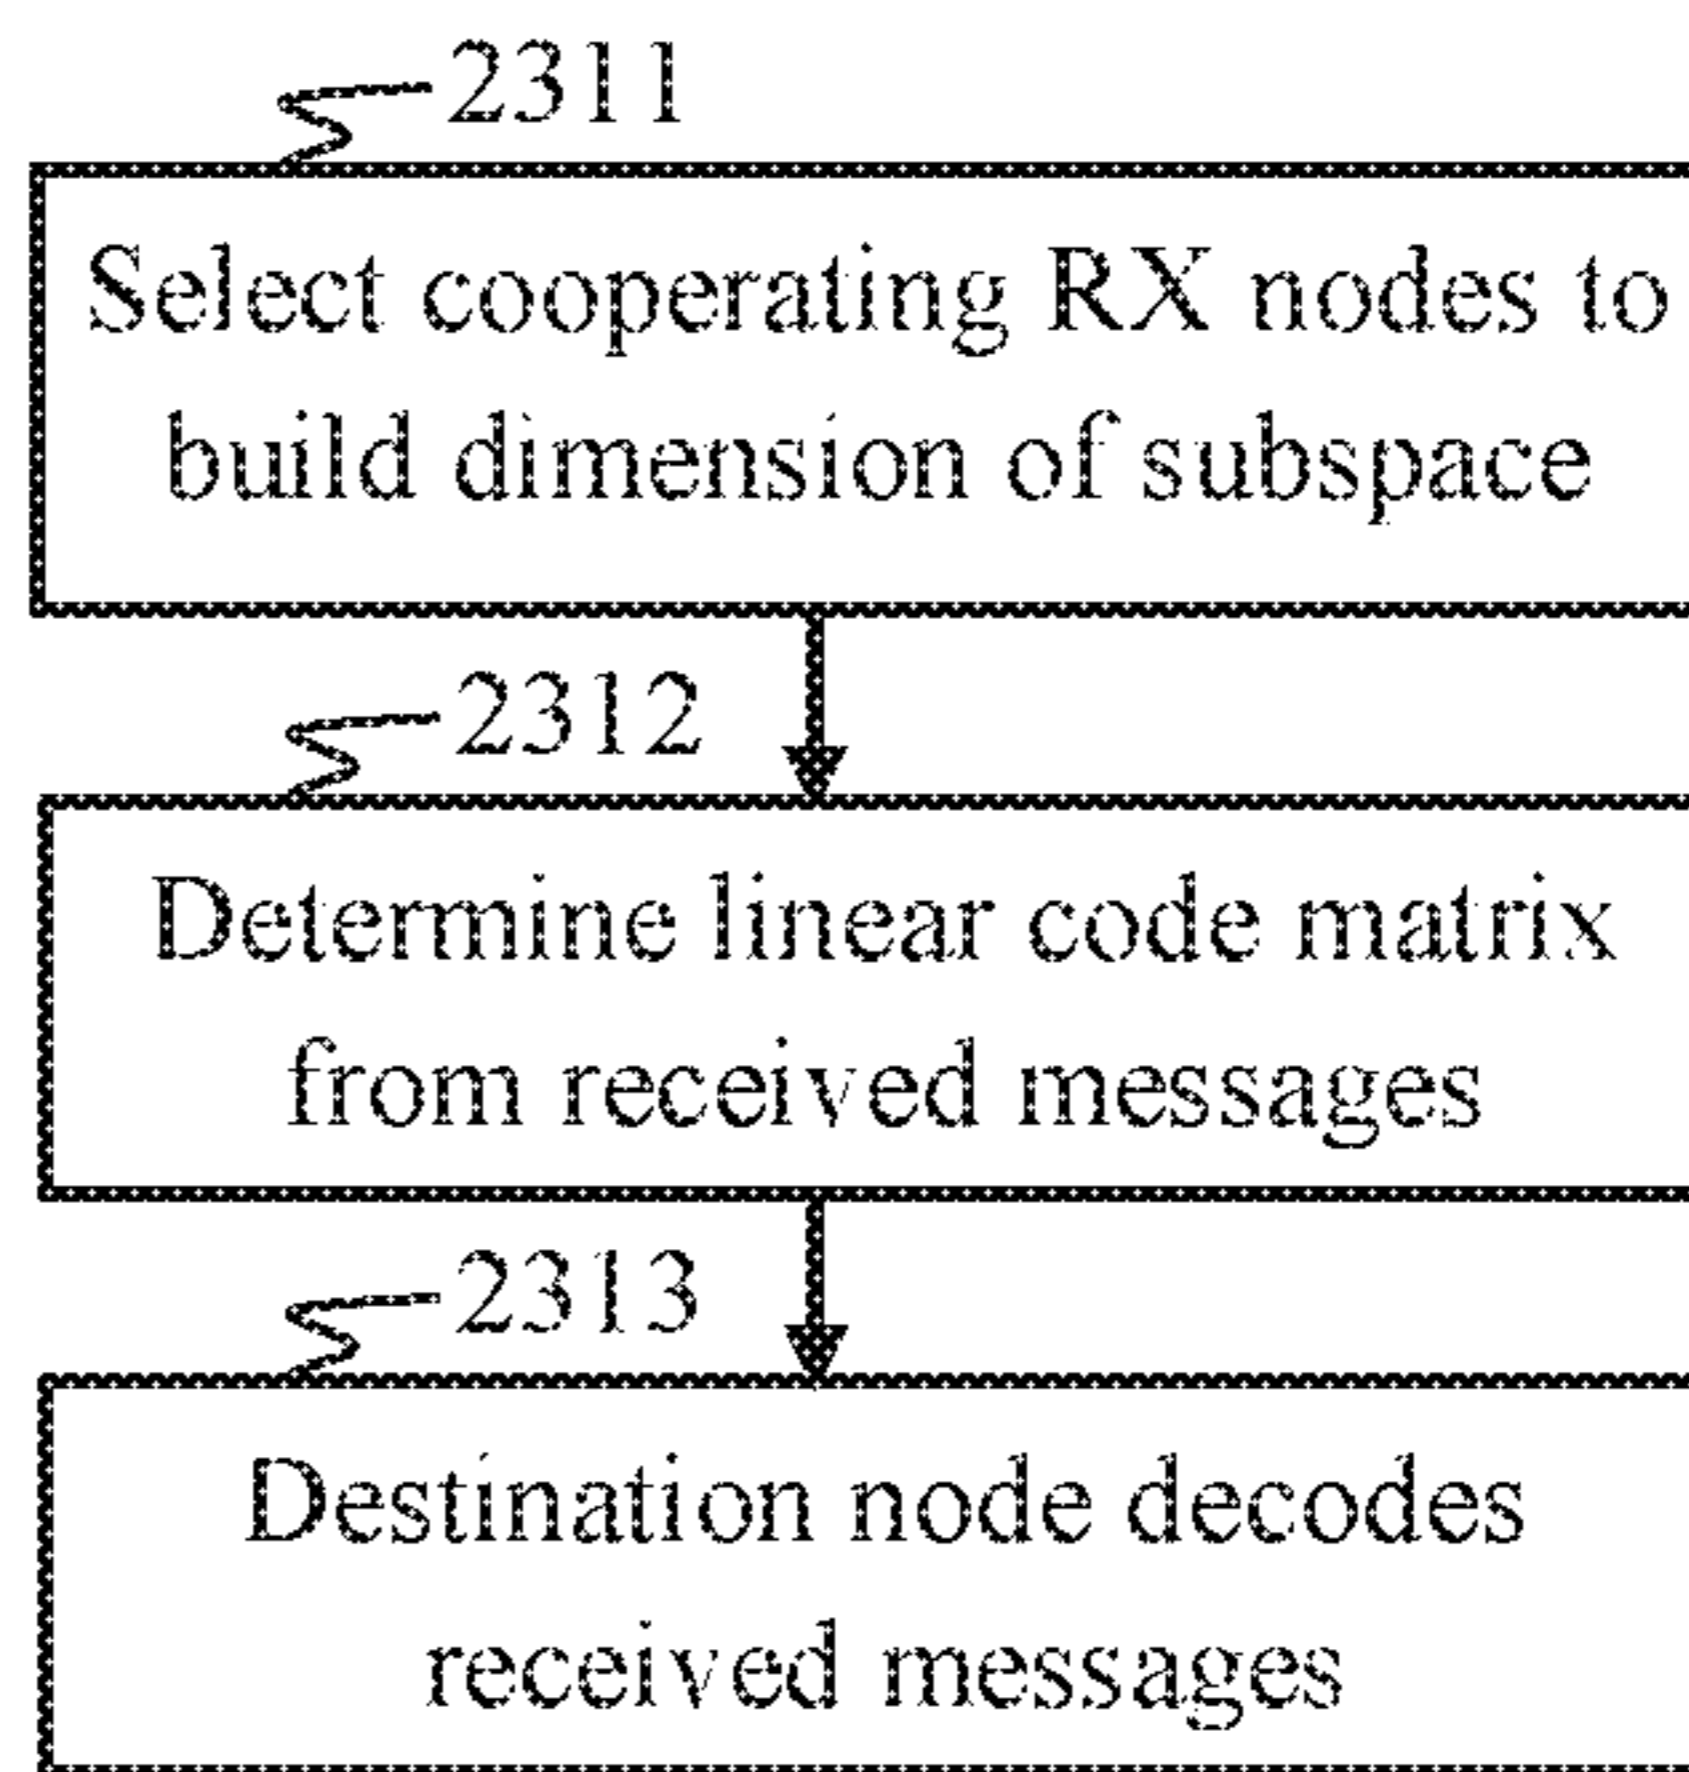 2311
Select cooperating RX nodes to
build dimension of subspace
2312
Determine linear code matrix
from received messages
2313
Destination node decodes
received messages